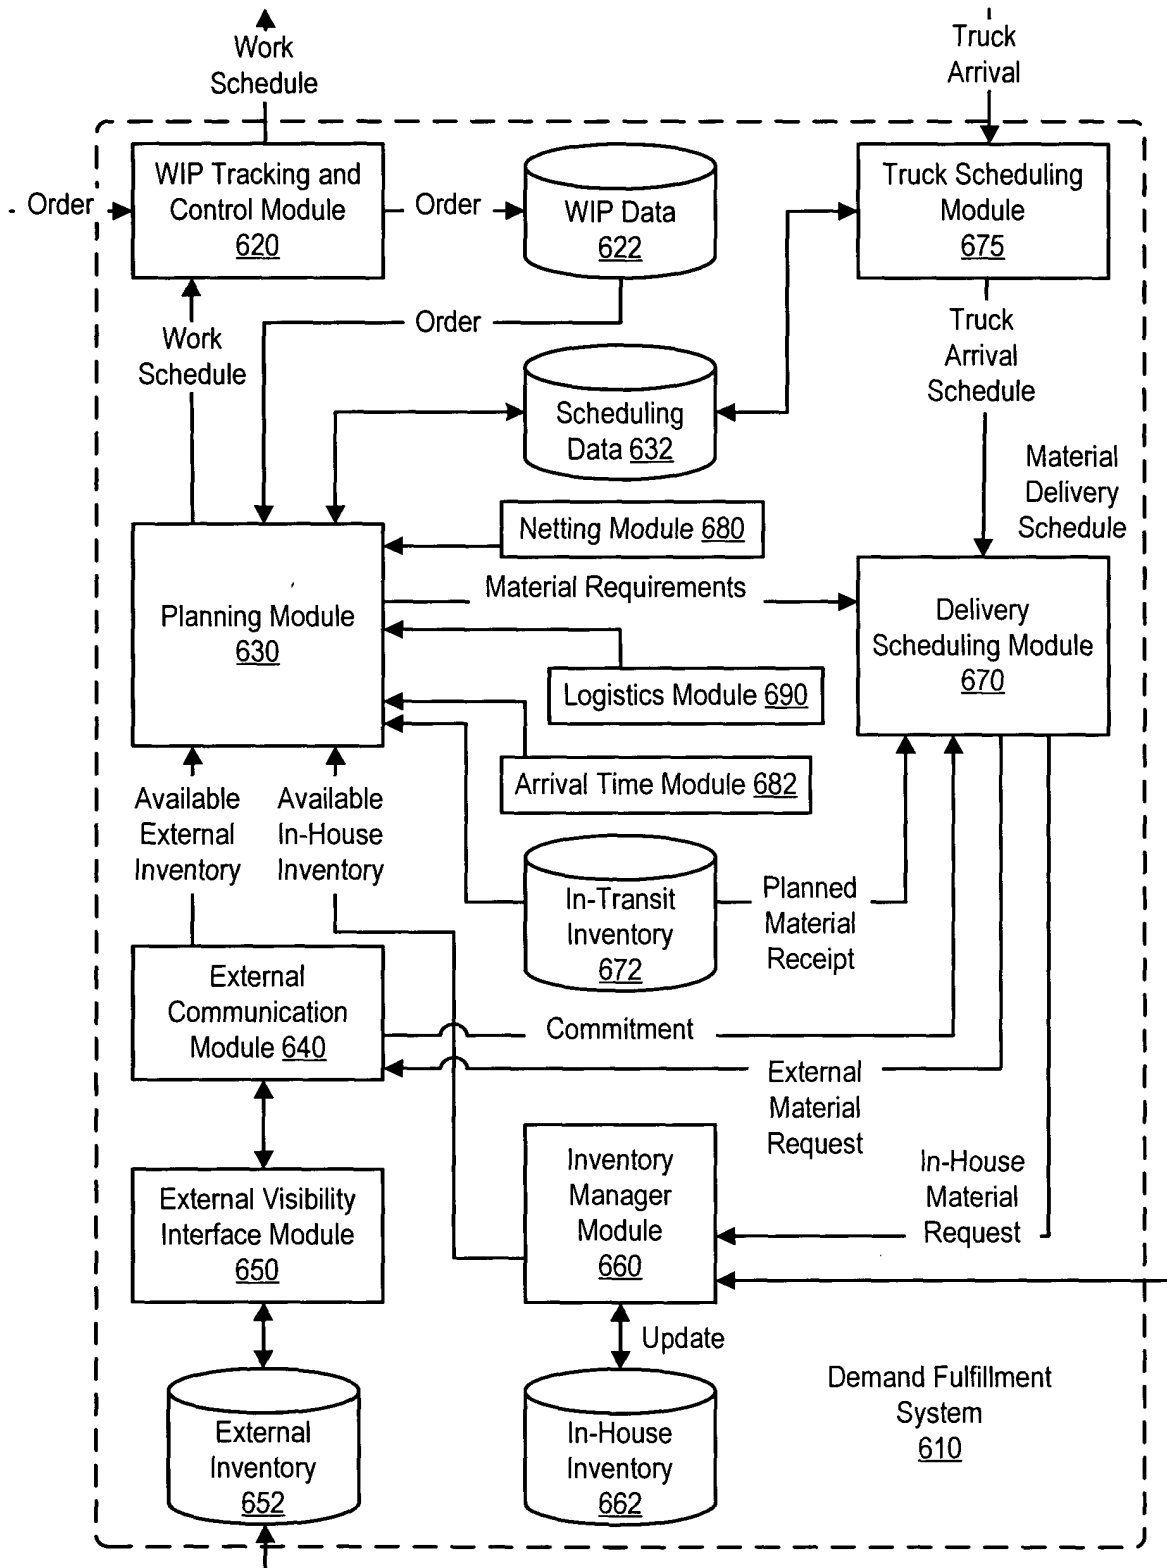 Work
Schedule
Truck
Arrival
Order
WIP Tracking and
Control Module
620
Order
WIP Data
622
Truck Scheduling
Module
675
Work
Schedule
Order
Truck
Arrival
Schedule
Scheduling
Data 632
Material
Delivery
Schedule
Netting Module 680
Planning Module
630
Material Requirements
Delivery
Scheduling Module
670
Logistics Module 690
Arrival Time Module 682
Available
External
Inventory
Available
In-House
Inventory
In-Transit
Inventory
672
Planned
Material
Receipt
External
Communication
Module 640
Commitment
External
Material
Request
External Visibility
Interface Module
650
Inventory
Manager
Module
660
In-House
Material
Request
Update
External
Inventory
652
In-House
Inventory
662
Demand Fulfillment
System
610